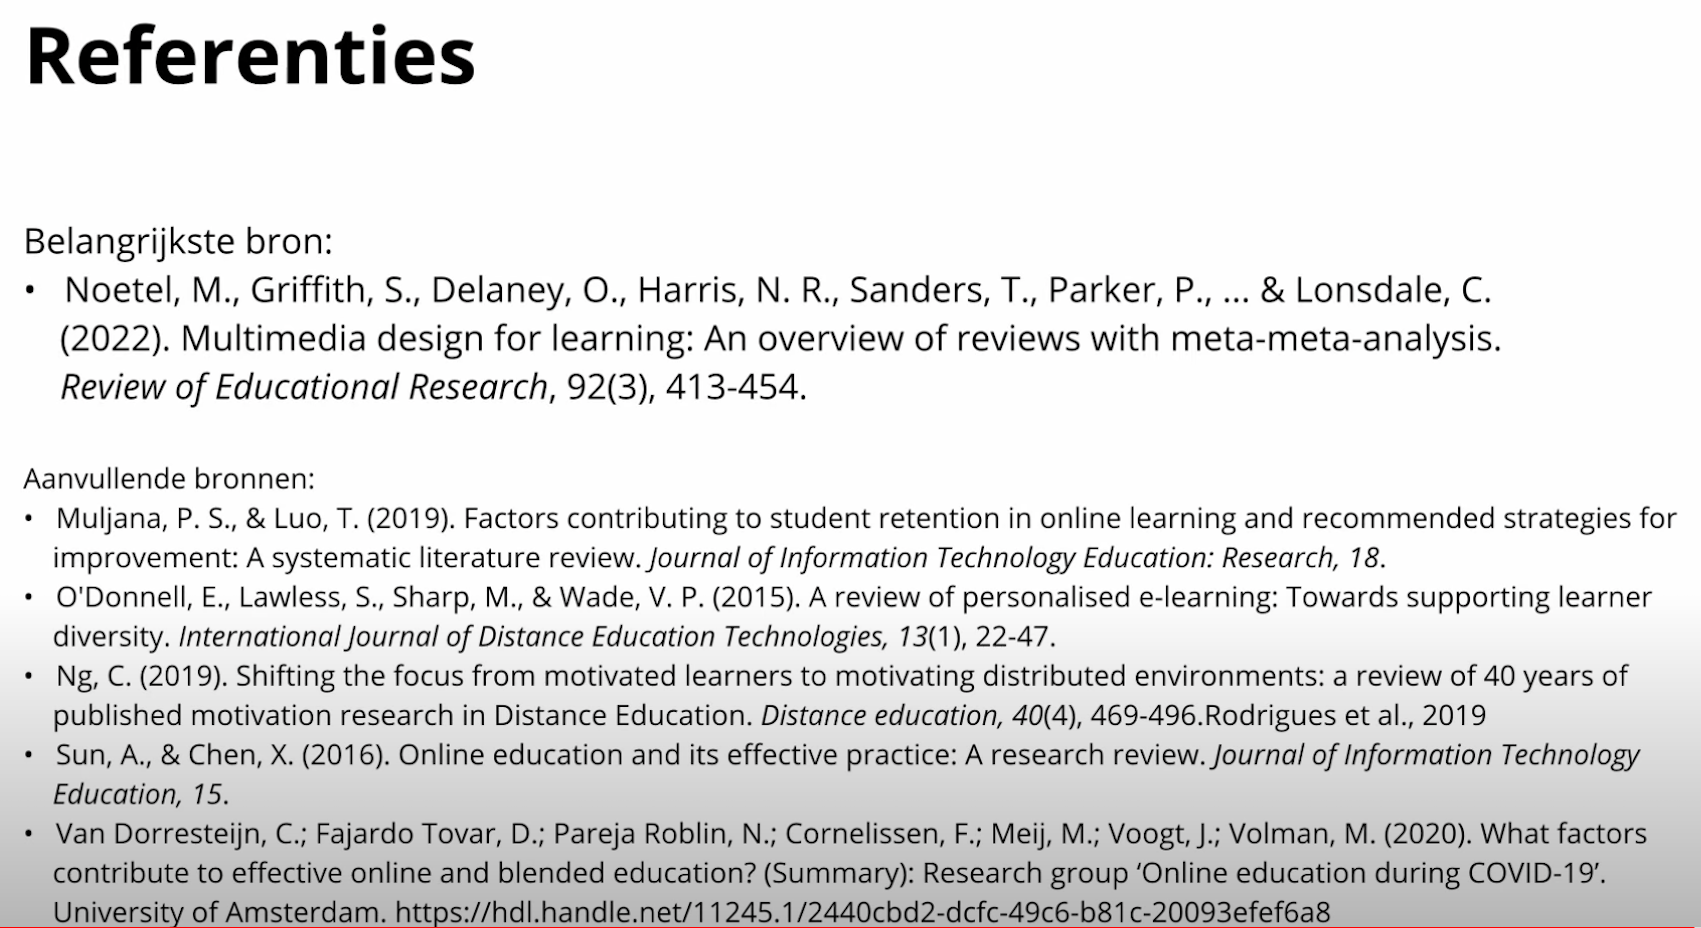 Referenties
Belangrijkste bron:
• Noetel, M., Griffith, S., Delaney, O., Harris, N. R., Sanders, T., Parker, P., ... & Lonsdale, C.
(2022). Multimedia design for learning: An overview of reviews with meta-meta-analysis.
Review of Educational Research, 92(3), 413-454.
Aanvullende bronnen:
• Muljana, P. S., & Luo, T. (2019). Factors contributing to student retention in online learning and recommended strategies for
improvement: A systematic literature review. Journal of Information Technology Education: Research, 18.
• O'Donnell, E., Lawless, S., Sharp, M., & Wade, V. P. (2015). A review of personalised e-learning: Towards supporting learner
diversity. International Journal of Distance Education Technologies, 13(1), 22-47.
• Ng, C. (2019). Shifting the focus from motivated learners to motivating distributed environments: a review of 40 years of
published motivation research in Distance Education. Distance education, 40(4), 469-496.Rodrigues et al., 2019
• Sun, A., & Chen, X. (2016). Online education and its effective practice: A research review. Journal of Information Technology
Education, 15.
• Van Dorresteijn, C.; Fajardo Tovar, D.; Pareja Roblin, N.; Cornelissen, F.; Meij, M.; Voogt, J.; Volman, M. (2020). What factors
contribute to effective online and blended education? (Summary): Research group ‘Online education during COVID-19’.
University of Amsterdam. https://hdl.handle.net/11245.1/2440cbd2-dcfc-49c6-b81c-20093efef6a8